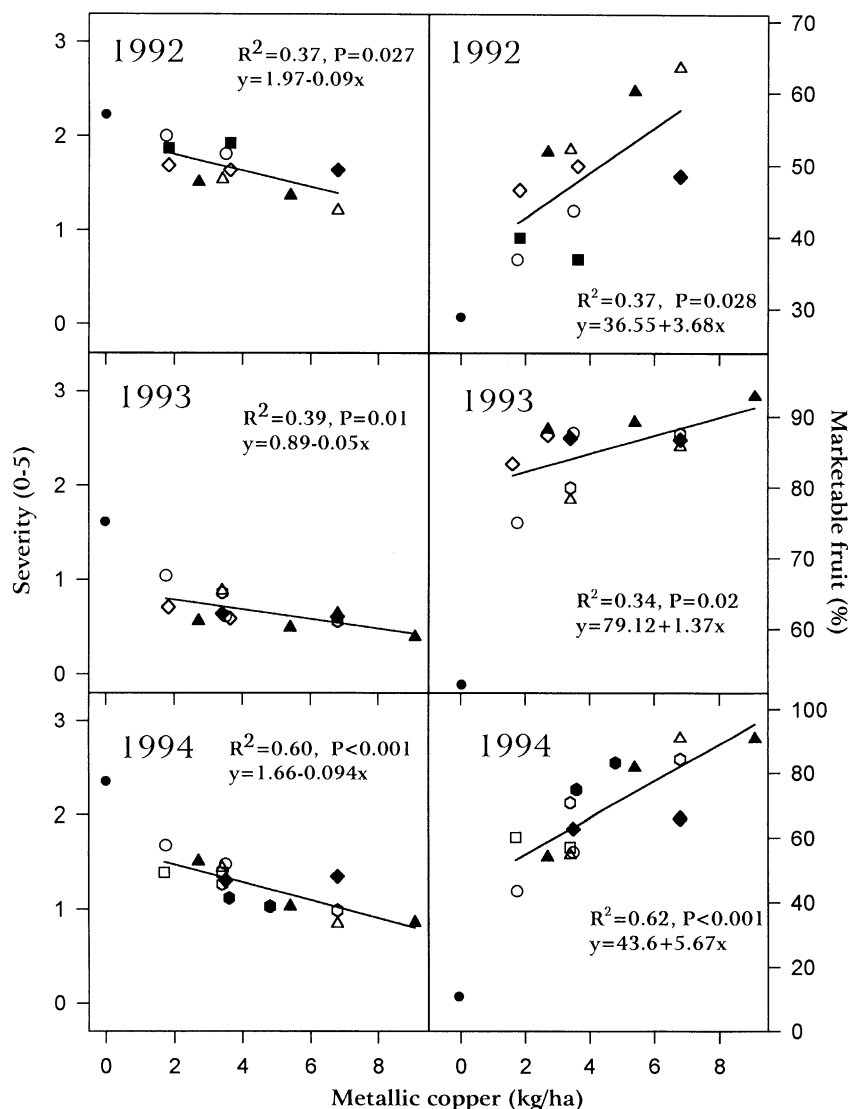 3
2
1
0
1992
R²=0.37, P=0.027
y=1.97-0.09x
1992
R²=0.37, P=0.028
y=36.55+3.68x
70
60
50
40
30
3
2
1
0
1993
R²=0.39, P=0.01
y=0.89-0.05x
1993
R²=0.34, P=0.02
y=79.12+1.37x
90
80
70
60
Severity (0-5)
Marketable fruit (%)
3
2
1
0
1994
R²=0.60, P<0.001
y=1.66-0.094x
1994
R²=0.62, P<0.001
y=43.6+5.67x
100
80
60
40
20
0
0 2 4 6 8 0 2 4 6 8
Metallic copper (kg/ha)